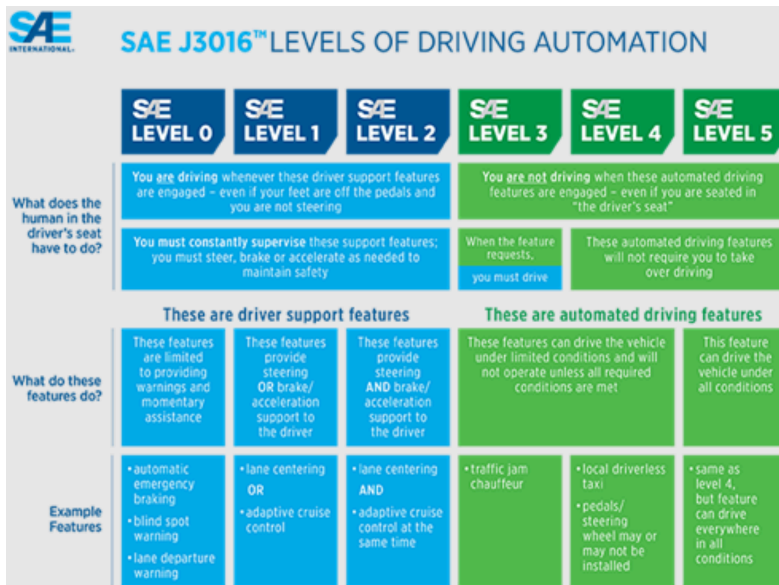 SAE
INTERNATIONAL®
SAE J3016™ LEVELS OF DRIVING AUTOMATION
SAE
LEVEL 0
SAE
LEVEL 1
SAE
LEVEL 2
SAE
LEVEL 3
SAE
LEVEL 4
SAE
LEVEL 5
What does the
human in the
driver's seat
have to do?
You are driving whenever these driver support features
are engaged – even if your feet are off the pedals and
you are not steering
You are not driving when these automated driving
features are engaged – even if you are seated in
"the driver's seat"
You must constantly supervise these support features;
you must steer, brake or accelerate as needed to
maintain safety
When the feature
requests,
you must drive
These automated driving features
will not require you to take
over driving
These are driver support features
These are automated driving features
What do these
features do?
These features
are limited
to providing
warnings and
momentary
assistance
These features
provide
steering
OR brake/
acceleration
support to
the driver
These features
provide
steering
AND brake/
acceleration
support to
the driver
These features can drive the vehicle
under limited conditions and will
not operate unless all required
conditions are met
This feature
can drive the
vehicle under
all conditions
Example
Features
• automatic
emergency
braking
• blind spot
warning
• lane departure
warning
• lane centering
OR
• adaptive cruise
control
• lane centering
AND
• adaptive cruise
control at the
same time
• traffic jam
chauffeur
• local driverless
taxi
• pedals/
steering
wheel may or
may not be
installed
• same as
level 4,
but feature
can drive
everywhere
in all
conditions